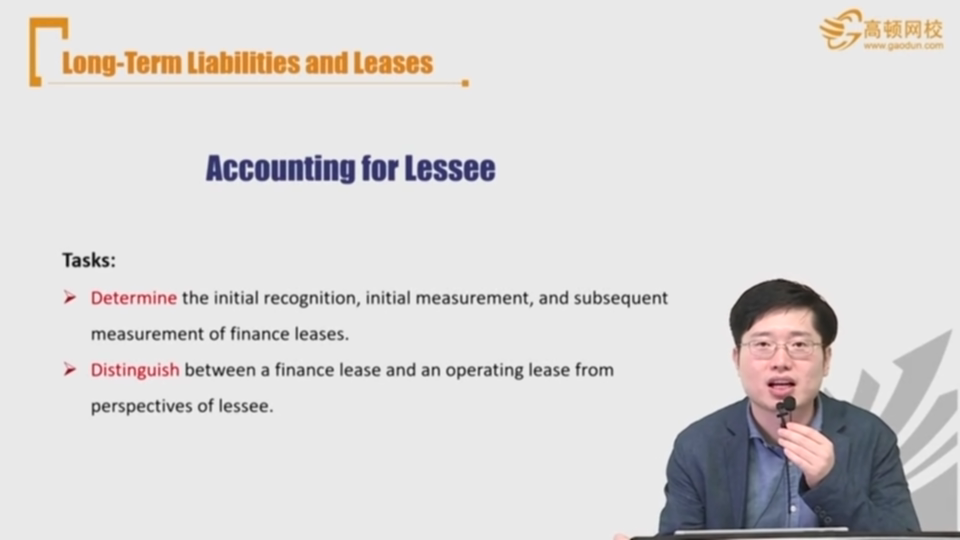 Long-Term Liabilities and Leases
高顿网校
www.gaodun.com
Accounting for Lessee
Tasks:
Determine the initial recognition, initial measurement, and subsequent
measurement of finance leases.
Distinguish between a finance lease and an operating lease from
perspectives of lessee.